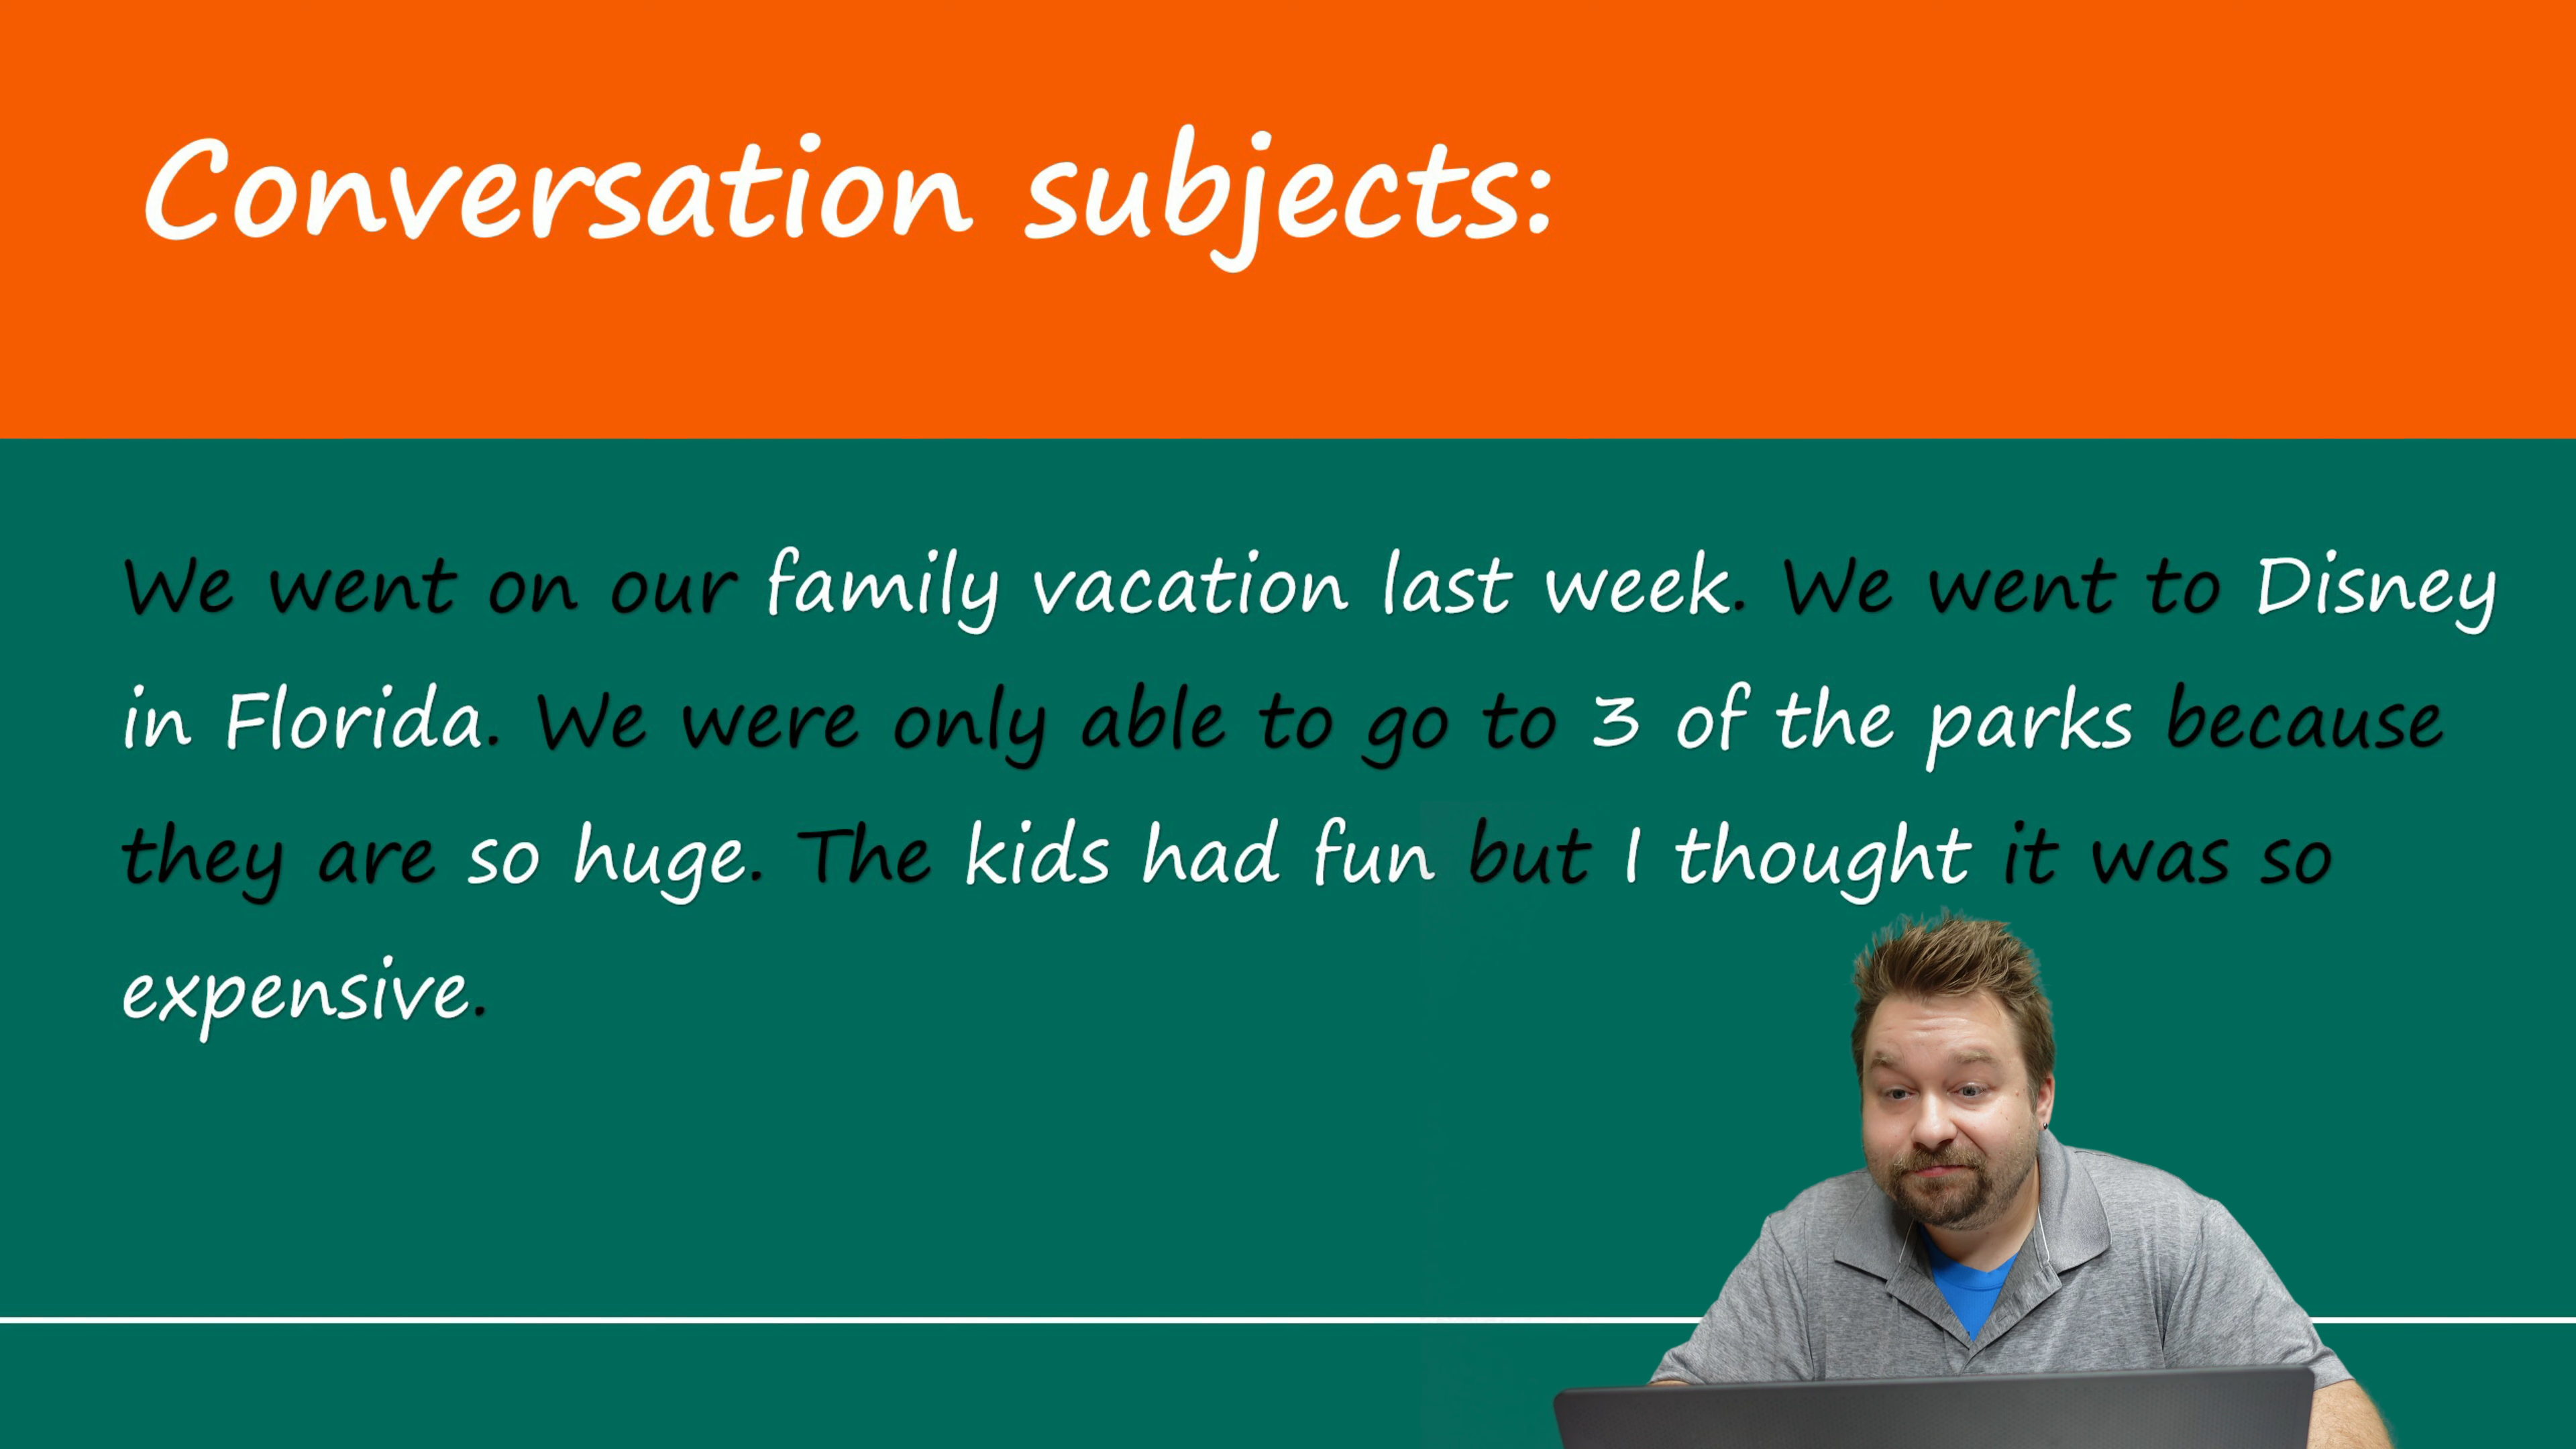 Conversation subjects:
We went on our family vacation last week. We went to Disney
in Florida. We were only able to go to 3 of the parks because
they are so huge. The kids had fun but I thought it was so
expensive.